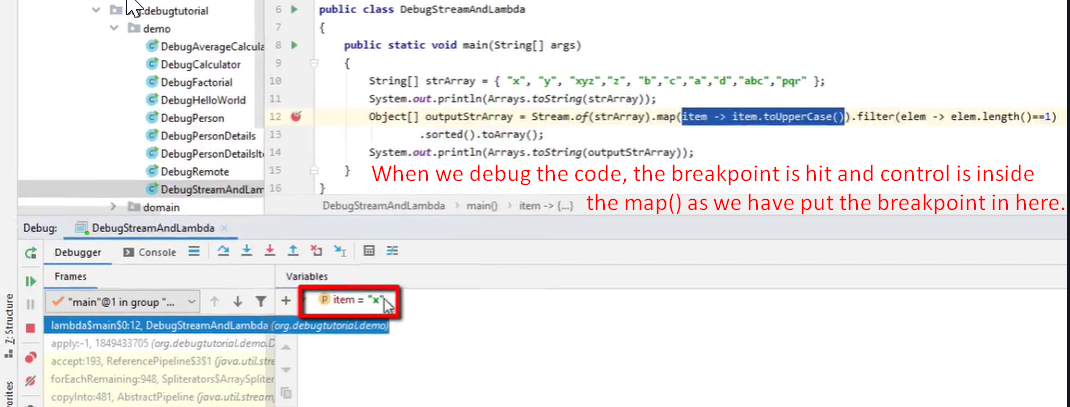 debugtutorial
demo
DebugAverageCalcula
DebugCalculator
DebugFactorial
DebugHelloWorld
DebugPerson
DebugPersonDetails
DebugPersonDetailsIte
DebugRemote
DebugStreamAndLam
domain
6 public class DebugStreamAndLambda
7 {
8 public static void main(String[] args)
9 {
10 String[] strArray = { "x", "y", "xyz","z", "b","c","a","d","abc","pqr" };
11 System.out.println(Arrays.toString(strArray));
12 Object[] outputStrArray = Stream.of(strArray).map(item -> item.toUpperCase()).filter(elem -> elem.length()==1)
13 .sorted().toArray();
14 System.out.println(Arrays.toString(outputStrArray));
15 }
16 }
When we debug the code, the breakpoint is hit and control is inside
the map() as we have put the breakpoint in here.
DebugStreamAndLambda › main() › item -> {...}
Debug: DebugStreamAndLambda ×
Debugger Console
Frames
Variables
"main"@1 in group "...
p item = "x"
lambda$main$0:12, DebugStreamAndLambda (org.debugtutorial.demo)
apply:-1, 1849433705 (org.debugtutorial.demo.D
accept:193, ReferencePipeline$3$1 (java.util.stre
forEachRemaining:948, Spliterators$ArraySpliter
copyInto:481, AbstractPipeline (java.util.stream
Z: Structure
rorites